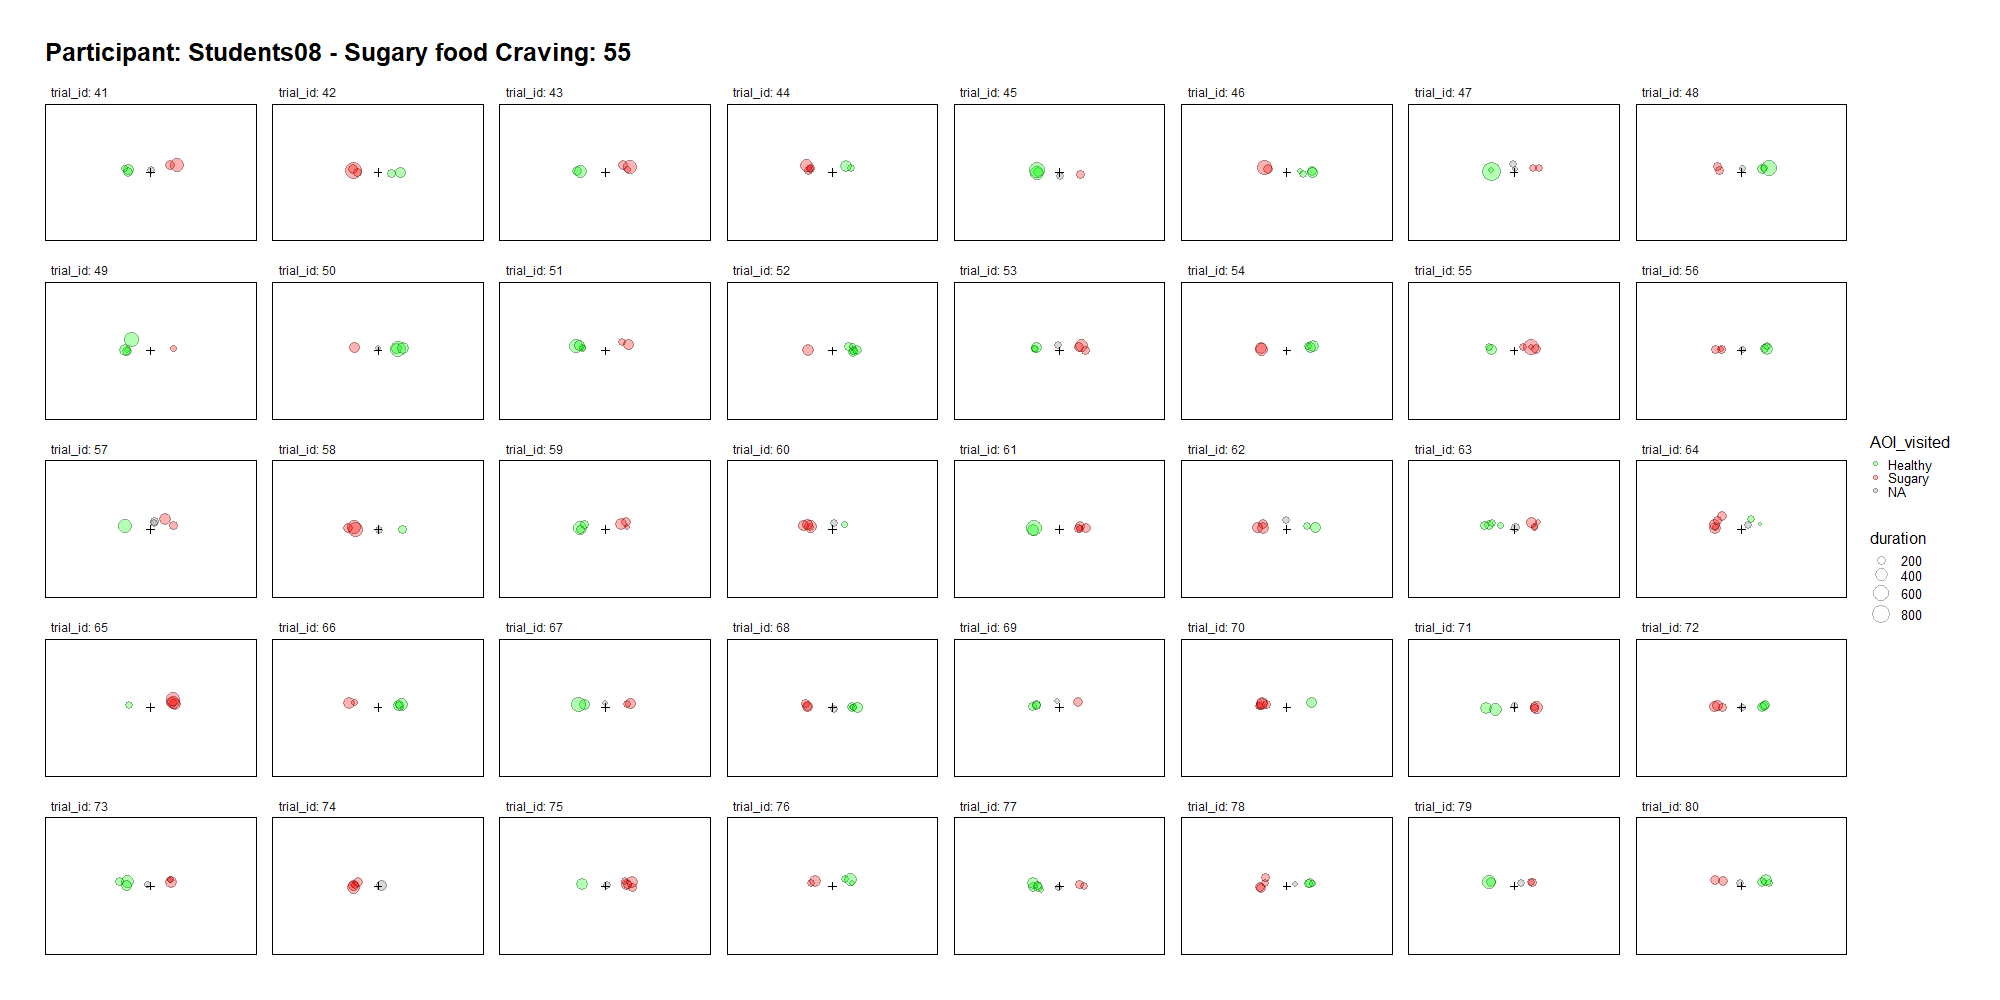 Participant: Students08 - Sugary food Craving: 55
trial_id: 41
trial_id: 42
trial_id: 43
trial_id: 44
trial_id: 45
trial_id: 46
trial_id: 47
trial_id: 48
trial_id: 49
trial_id: 50
trial_id: 51
trial_id: 52
trial_id: 53
trial_id: 54
trial_id: 55
trial_id: 56
trial_id: 57
trial_id: 58
trial_id: 59
trial_id: 60
trial_id: 61
trial_id: 62
trial_id: 63
trial_id: 64
trial_id: 65
trial_id: 66
trial_id: 67
trial_id: 68
trial_id: 69
trial_id: 70
trial_id: 71
trial_id: 72
trial_id: 73
trial_id: 74
trial_id: 75
trial_id: 76
trial_id: 77
trial_id: 78
trial_id: 79
trial_id: 80
AOI_visited
Healthy
Sugary
NA
duration
200
400
600
800